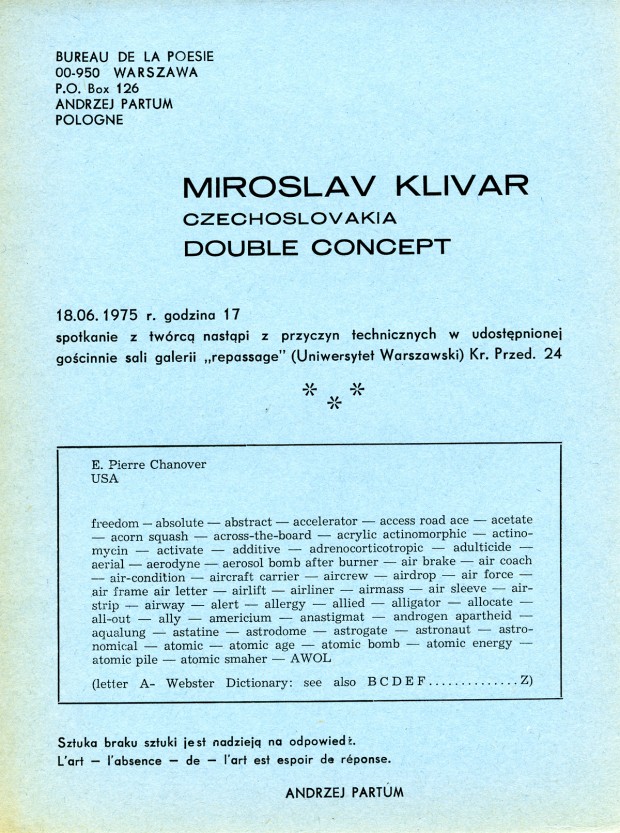 BUREAU DE LA POESIE
00-950 WARSZAWA
P.O. Box 126
ANDRZEJ PARTUM
POLOGNE
MIROSLAV KLIVAR
CZECHOSLOVAKIA
DOUBLE CONCEPT
18.06.1975 r. godzina 17
spotkanie z twórcą nastąpi z przyczyn technicznych w udostępnionej
gościnnie sali galerii „repassage" (Uniwersytet Warszawski) Kr. Przed. 24
* * *
E. Pierre Chanover
USA
freedom — absolute — abstract — accelerator — access road ace — acetate
— acorn squash — across-the-board — acrylic actinomorphic — actino-
mycin — activate — additive — adrenocorticotropic — adulticide —
aerial — aerodyne — aerosol bomb after burner — air brake — air coach
— air-condition — aircraft carrier — aircrew — airdrop — air force —
air frame air letter — airlift — airliner — airmass — air sleeve — air-
strip — airway — alert — allergy — allied — alligator — allocate —
all-out — ally — americium — anastigmat — androgen apartheid —
aqualung — astatine — astrodome — astrogate — astronaut — astro-
nomical — atomic — atomic age — atomic bomb — atomic energy —
atomic pile — atomic smaher — AWOL
(letter A- Webster Dictionary: see also B C D E F..............Z)
Sztuka braku sztuki jest nadzieją na odpowiedź.
L'art — l'absence — de — l'art est espoir de réponse.
ANDRZEJ PARTUM